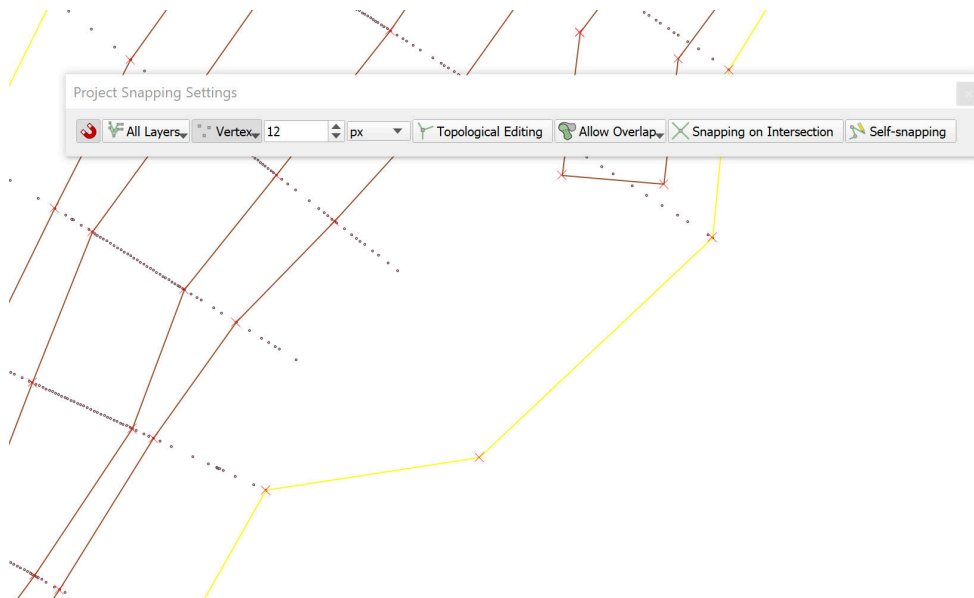 Project Snapping Settings
All Layers Vertex 12 px Topological Editing Allow Overlap Snapping on Intersection Self-snapping